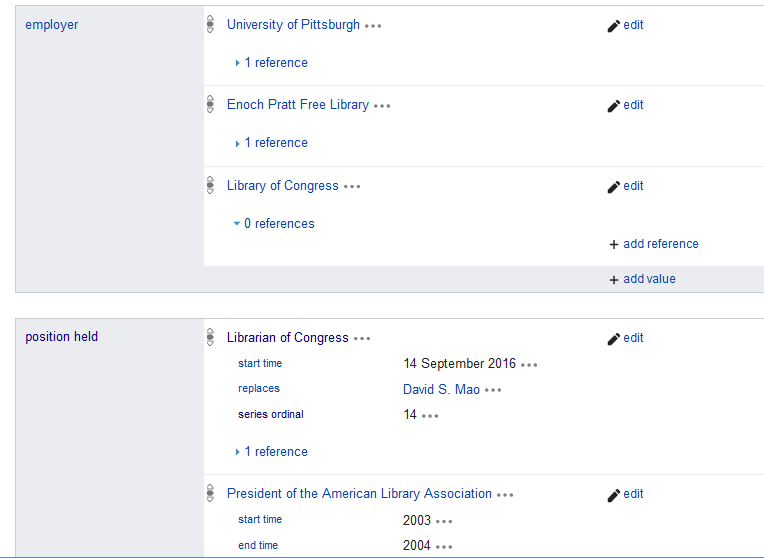 employer
University of Pittsburgh
edit
1 reference
Enoch Pratt Free Library
edit
1 reference
Library of Congress
edit
0 references
+ add reference
+ add value
position held
Librarian of Congress
edit
start time 14 September 2016
replaces David S. Mao
series ordinal 14
1 reference
President of the American Library Association
edit
start time 2003
end time 2004